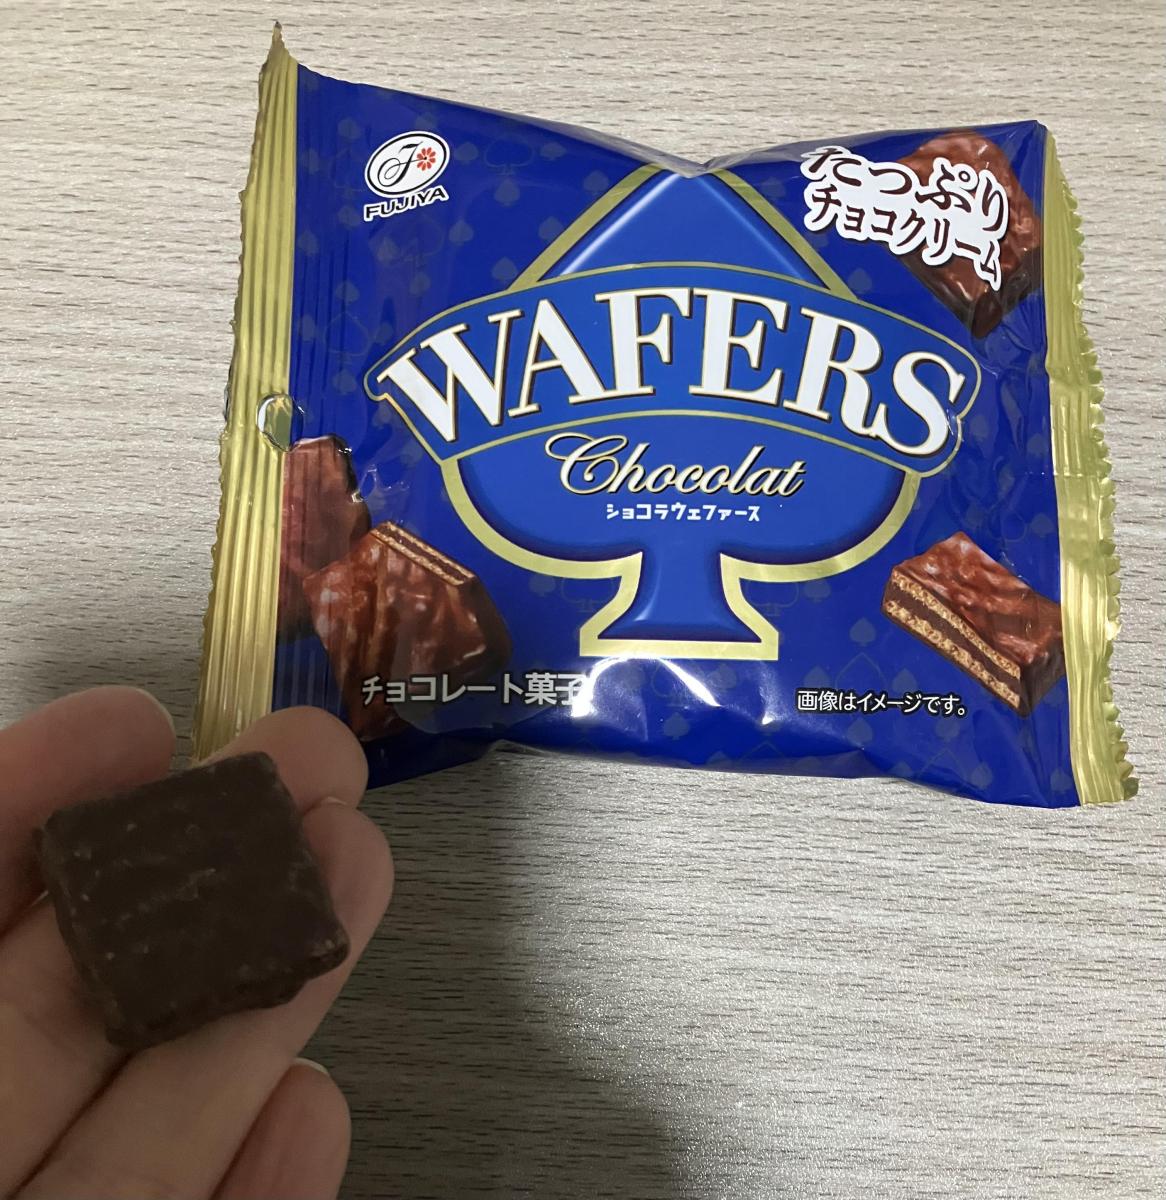 FUJIYA
たっぷり
チョコクリーム
WAFERS
Chocolat
ショコラウェファース
チョコレート菓子
画像はイメージです。